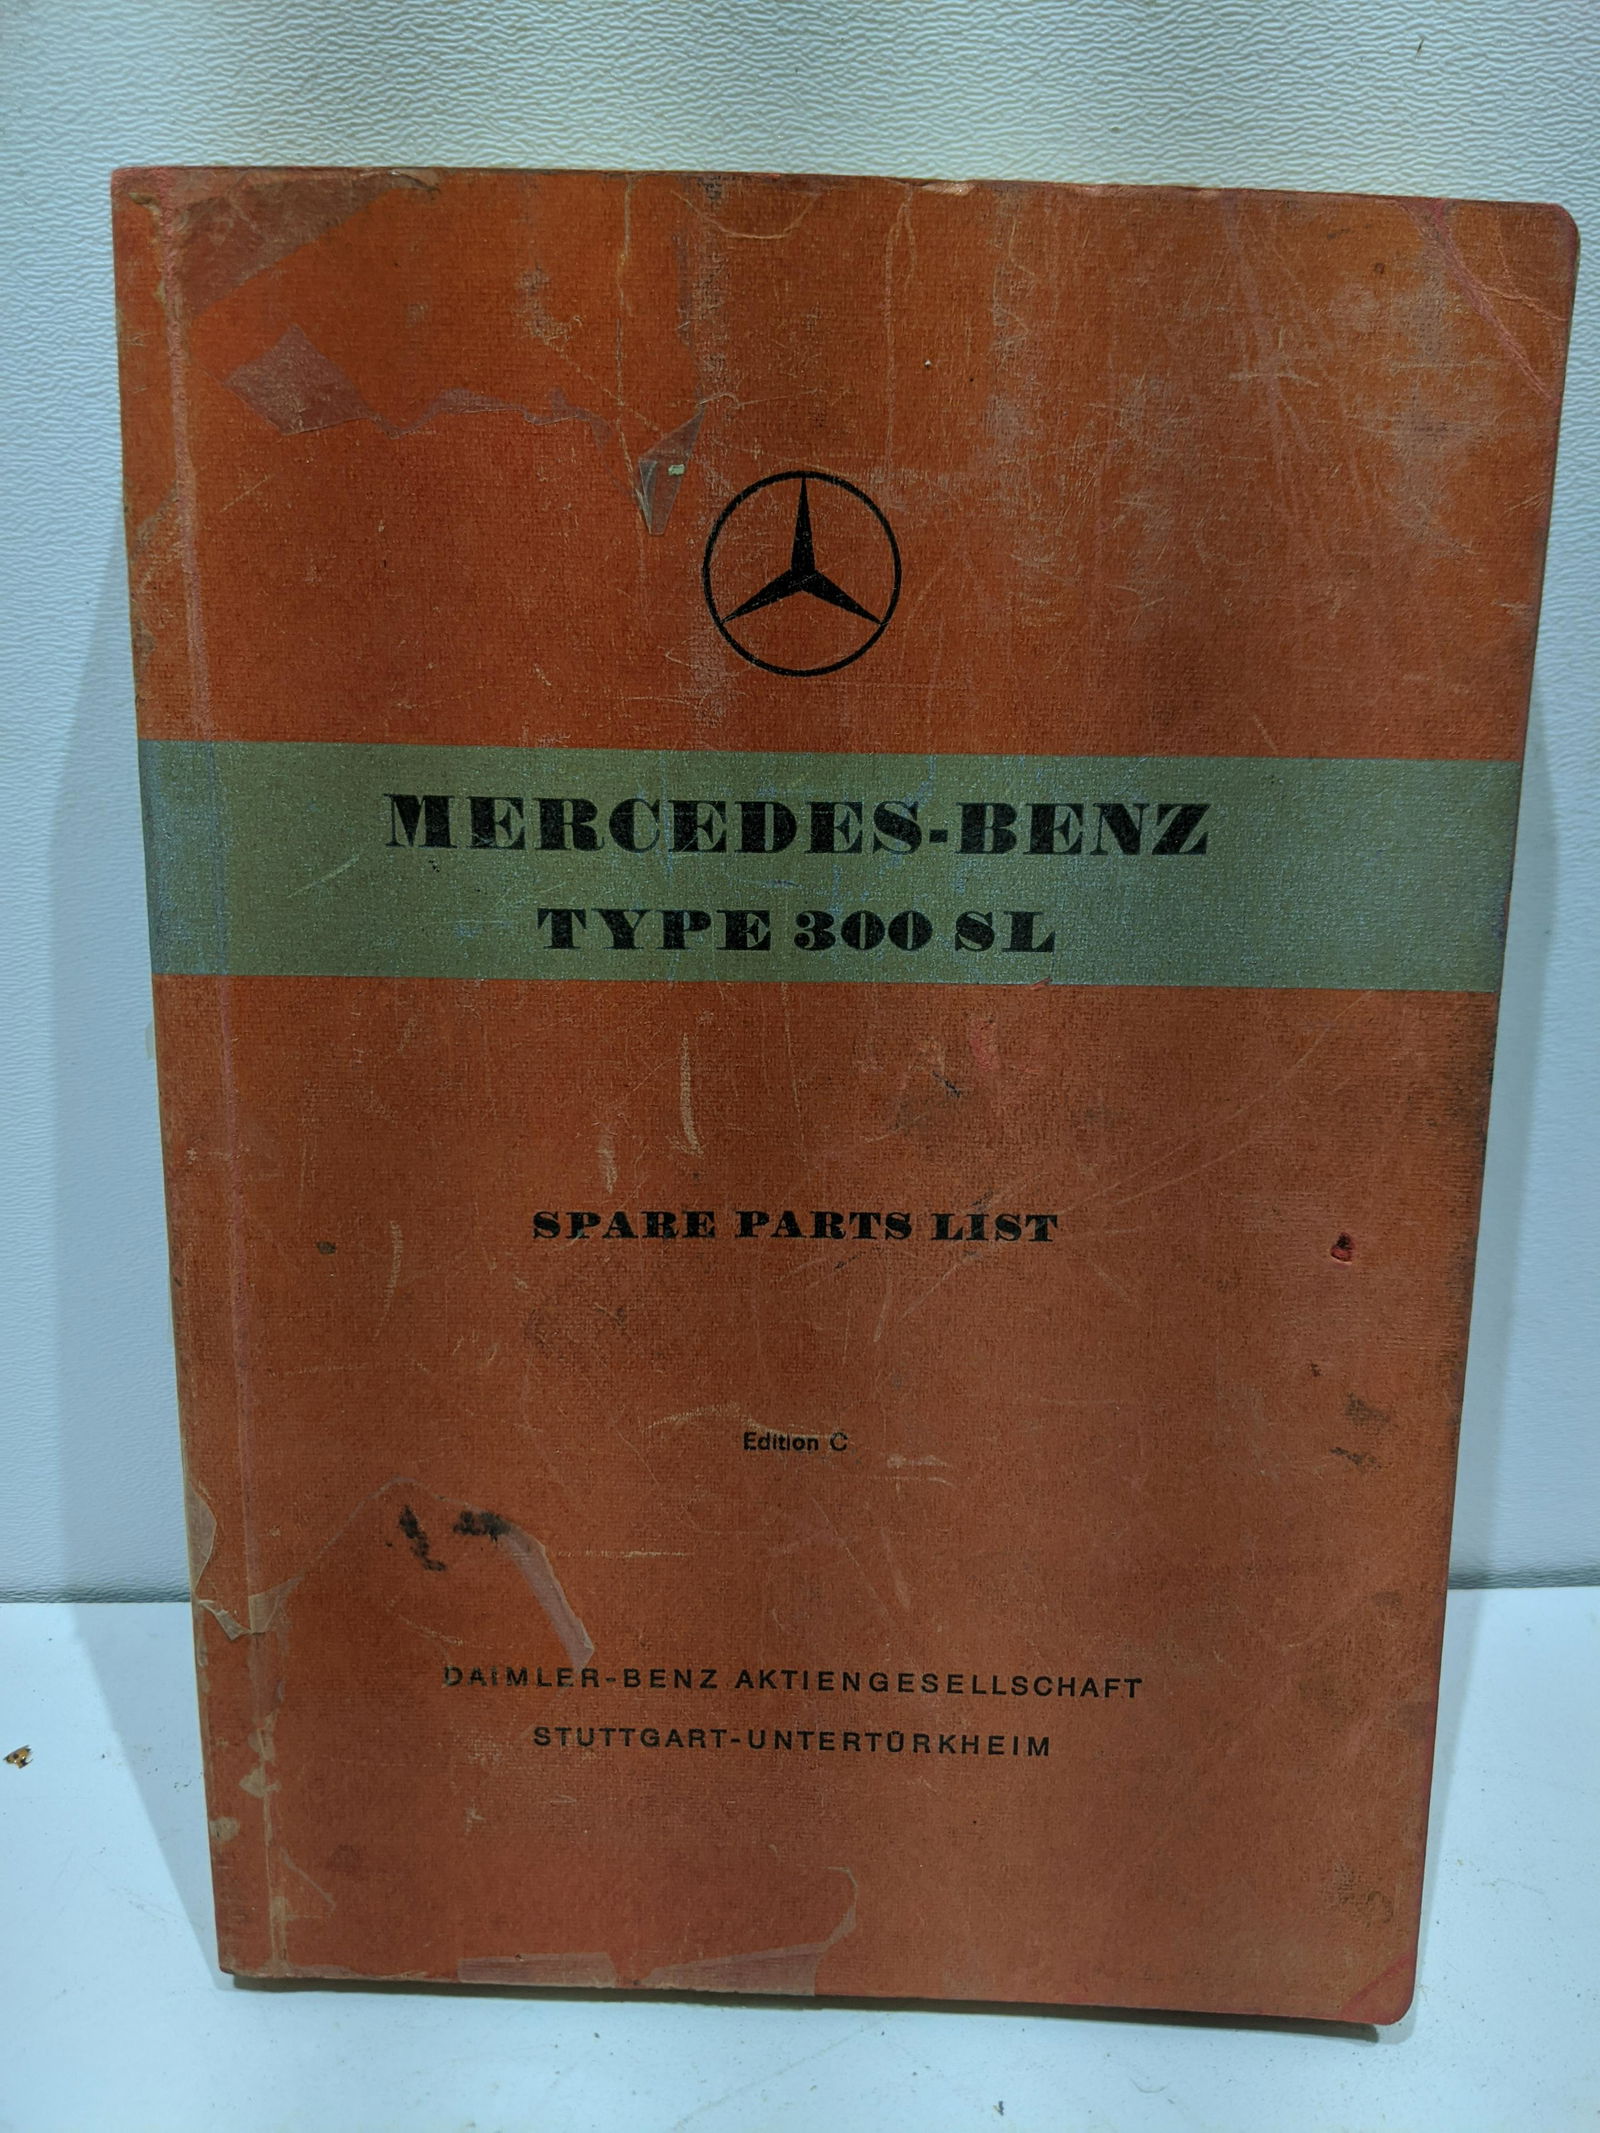 MERCEDES-BENZ
TYPE 300 SL
SPARE PARTS LIST
Edition C
DAIMLER-BENZ AKTIENGESELLSCHAFT
STUTTGART-UNTERTÜRKHEIM